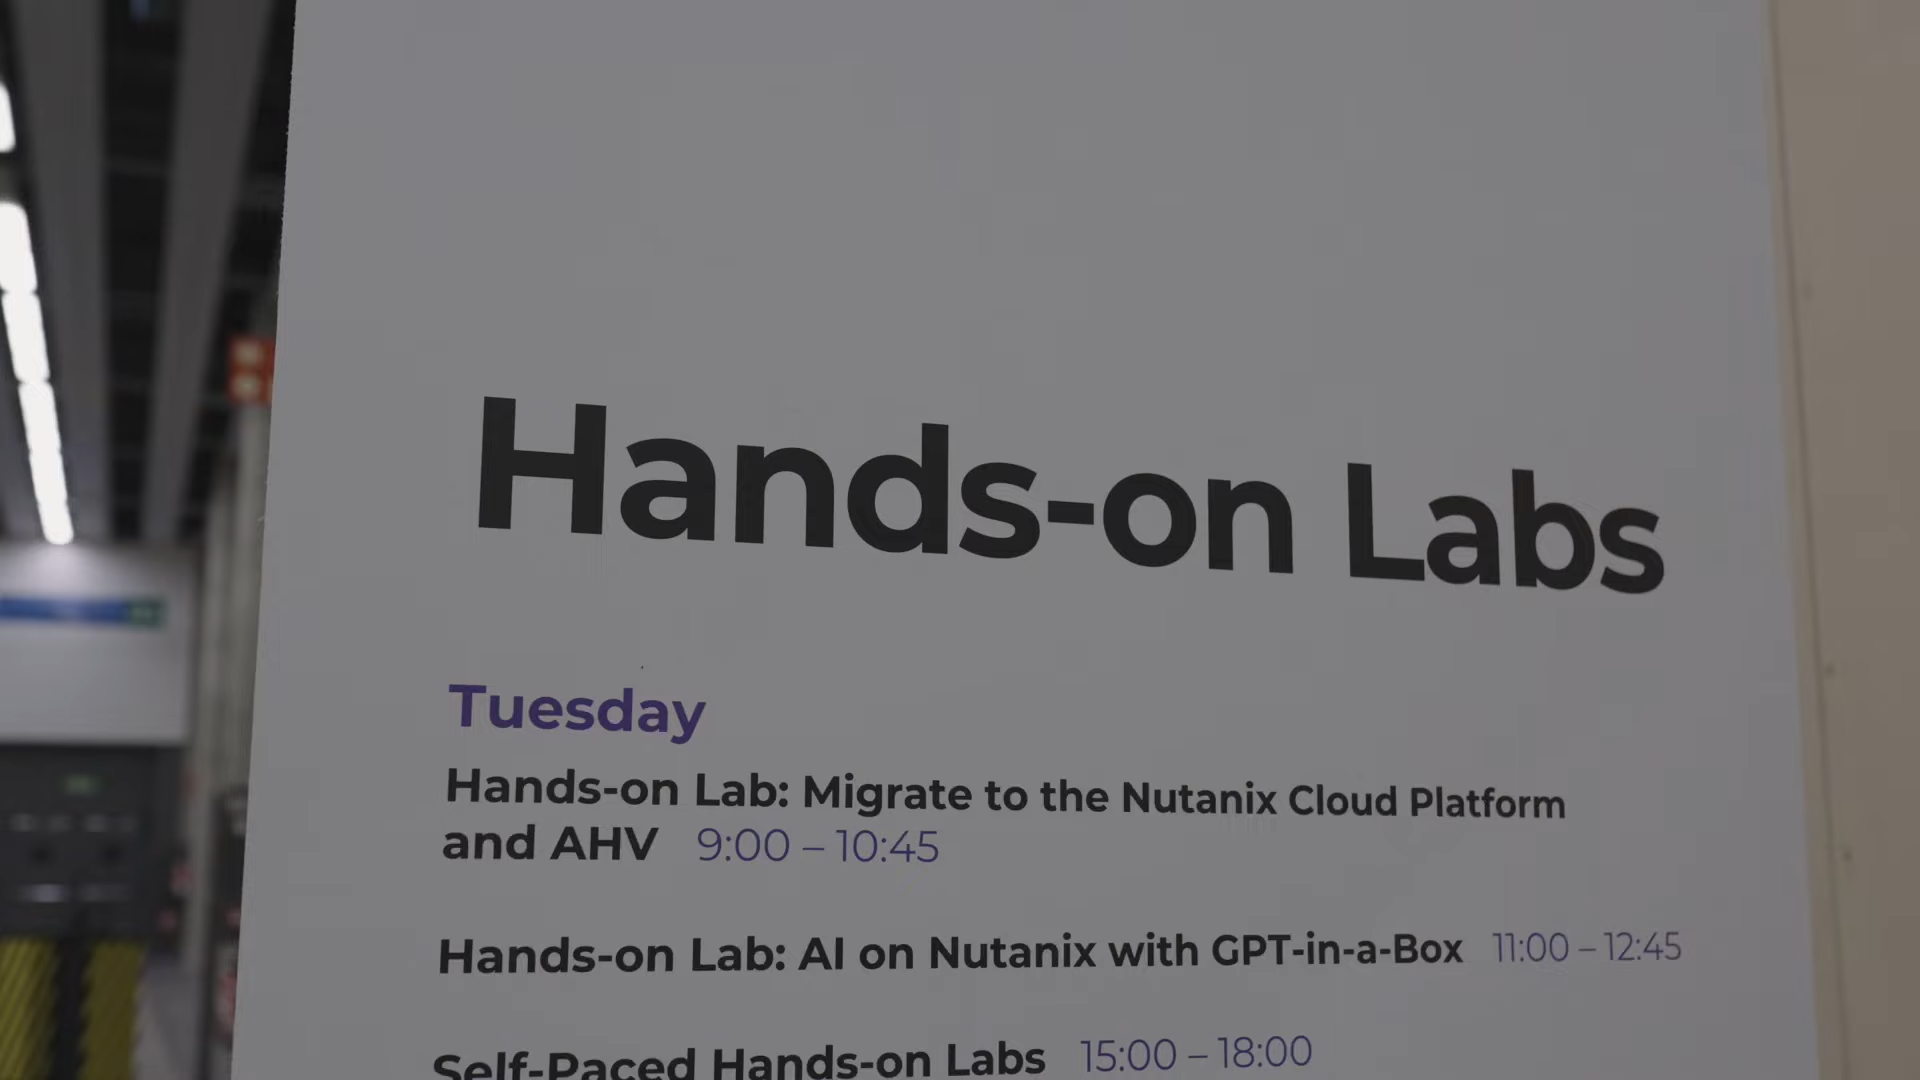 Hands-on Labs
Tuesday
Hands-on Lab: Migrate to the Nutanix Cloud Platform
and AHV 9:00 – 10:45
Hands-on Lab: AI on Nutanix with GPT-in-a-Box 11:00 – 12:45
Self-Paced Hands-on Labs 15:00 – 18:00